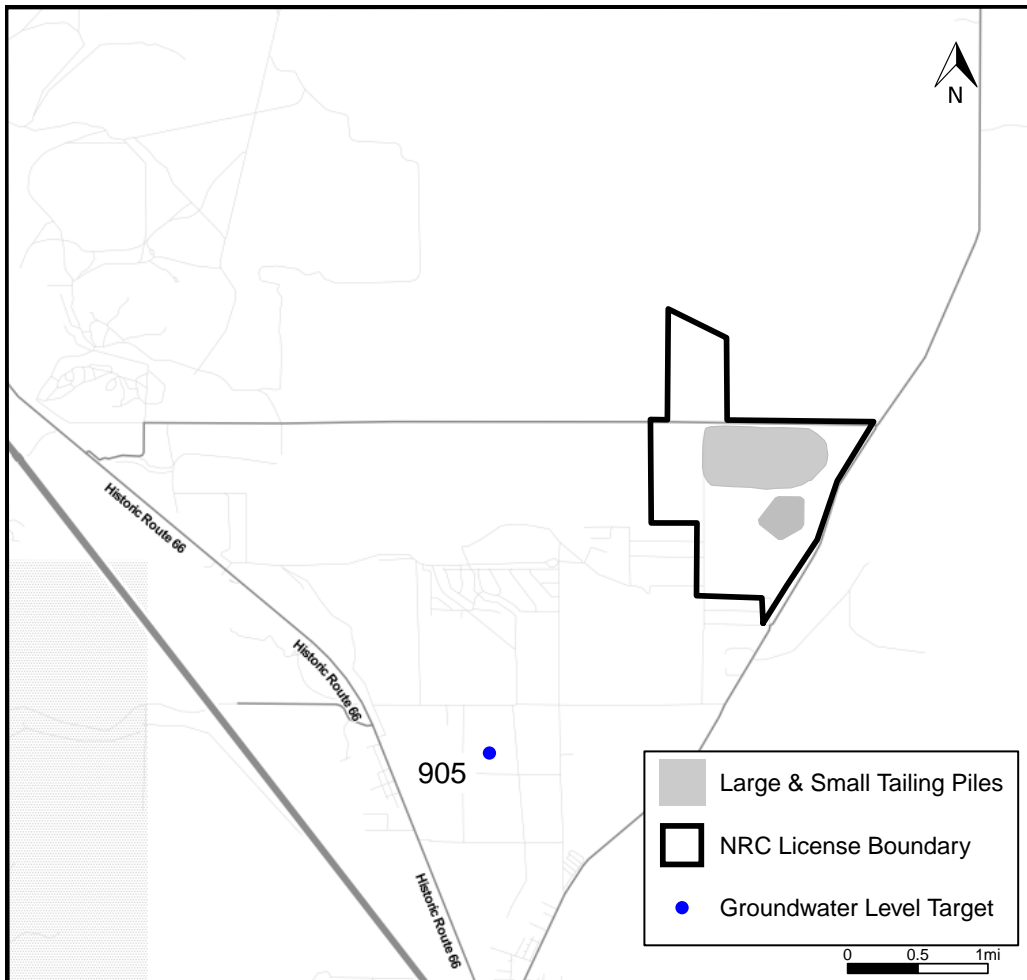 N
Historic Route 66
Historic Route 66
905
Historic Route 66
Large & Small Tailing Piles
NRC License Boundary
Groundwater Level Target
0 0.5 1mi